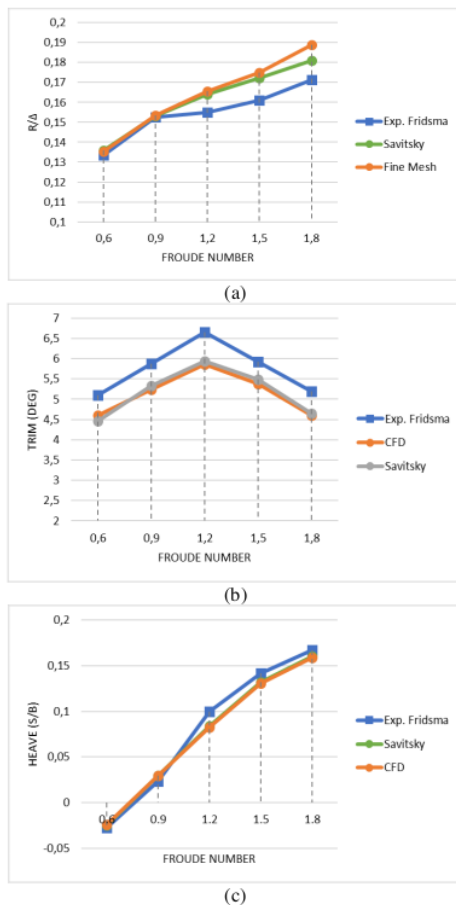 0,2
0,19
0,18
0,17
0,16
0,15
0,14
0,13
0,12
0,11
0,1
R/Δ
0,6 0,9 1,2 1,5 1,8
FROUDE NUMBER
Exp. Fridsma
Savitsky
Fine Mesh
(a)
7
6,5
6
5,5
5
4,5
4
3,5
3
2,5
2
TRIM (DEG)
0,6 0,9 1,2 1,5 1,8
FROUDE NUMBER
Exp. Fridsma
CFD
Savitsky
(b)
0,2
0,15
0,1
0,05
0
-0,05
HEAVE (S/B)
0.6 0.9 1.2 1.5 1.8
FROUDE NUMBER
Exp. Fridsma
Savitsky
CFD
(c)